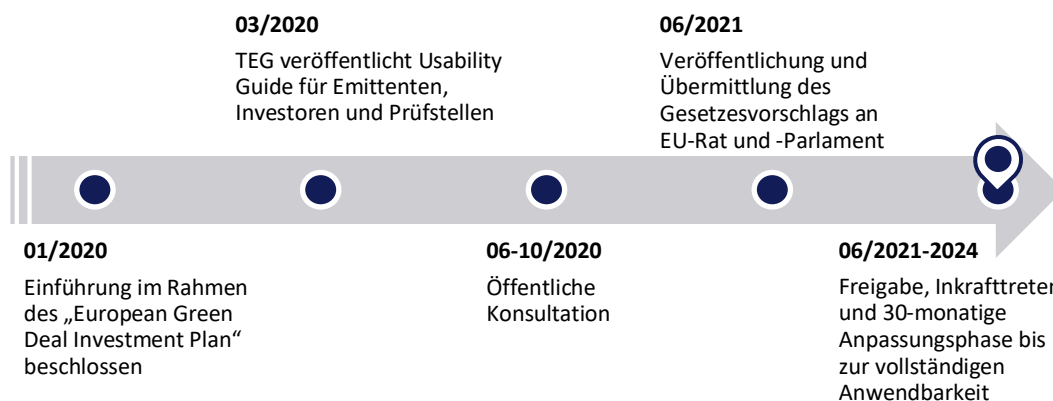 03/2020
TEG veröffentlicht Usability
Guide für Emittenten,
Investoren und Prüfstellen
06/2021
Veröffentlichung und
Übermittlung des
Gesetzesvorschlags an
EU-Rat und -Parlament
01/2020
Einführung im Rahmen
des „European Green
Deal Investment Plan“
beschlossen
06-10/2020
Öffentliche
Konsultation
06/2021-2024
Freigabe, Inkrafttreten
und 30-monatige
Anpassungsphase bis
zur vollständigen
Anwendbarkeit